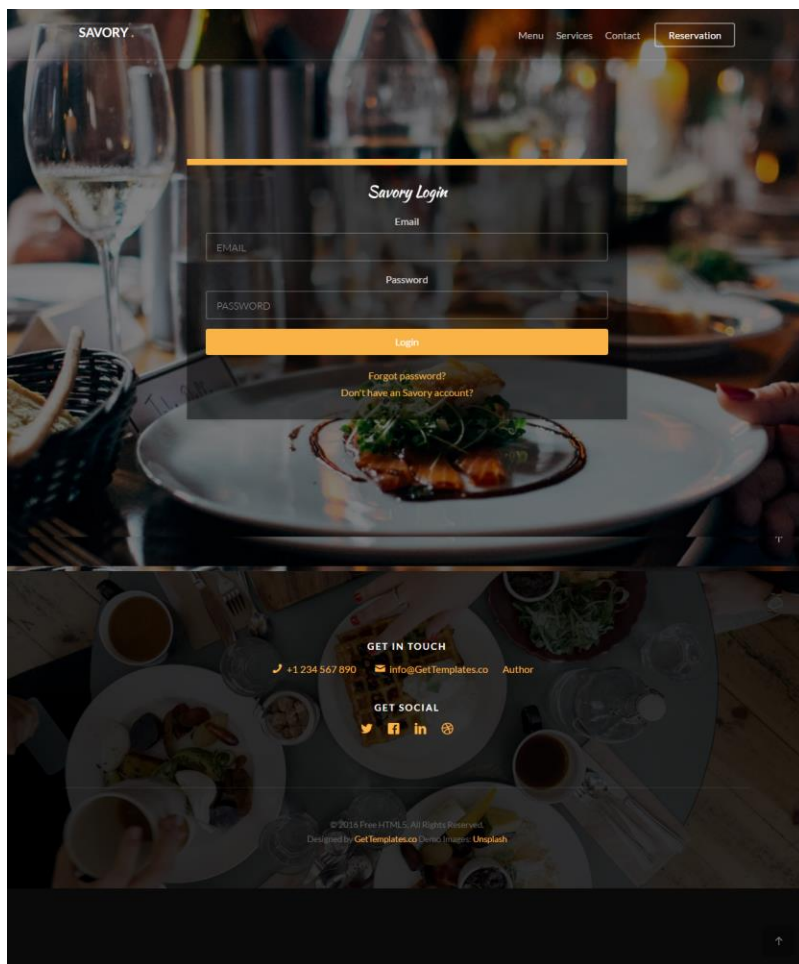 SAVORY .
Menu Services Contact Reservation
Savory Login
Email
EMAIL
Password
PASSWORD
Login
Forgot password?
Don't have an Savory account?
GET IN TOUCH
+1 234 567 890 info@GetTemplates.co Author
GET SOCIAL
© 2016 Free HTML5. All Rights Reserved.
Designed by GetTemplates.co Demo Images: Unsplash